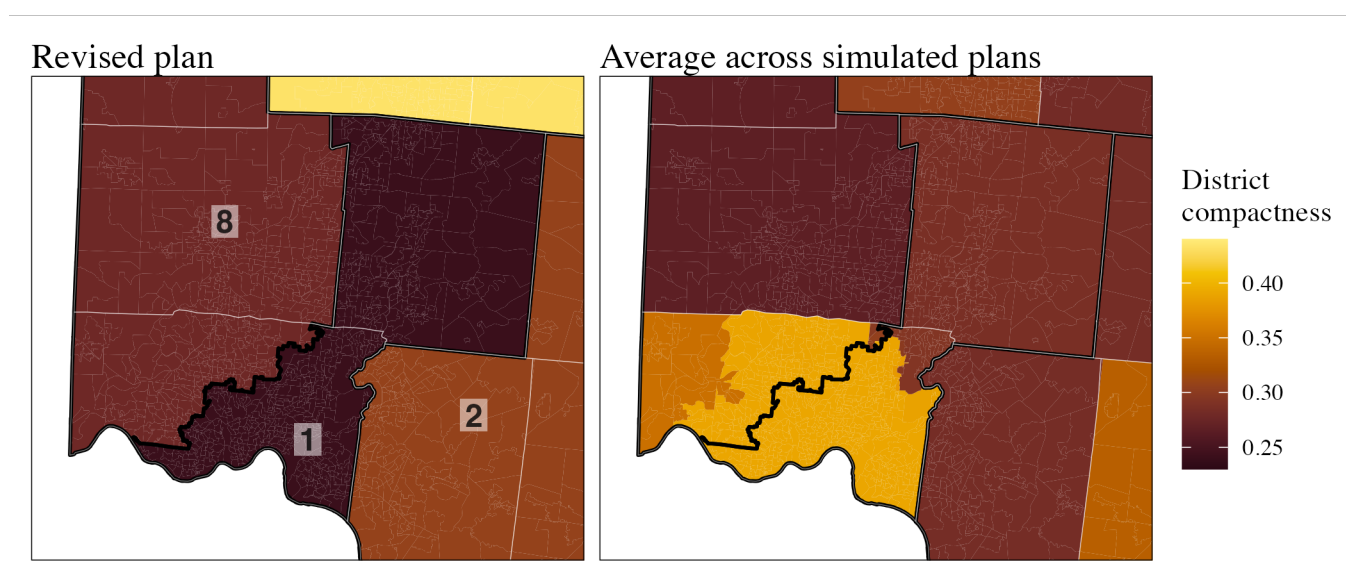 Revised plan
Average across simulated plans
8
1
2
District
compactness
0.40
0.35
0.30
0.25